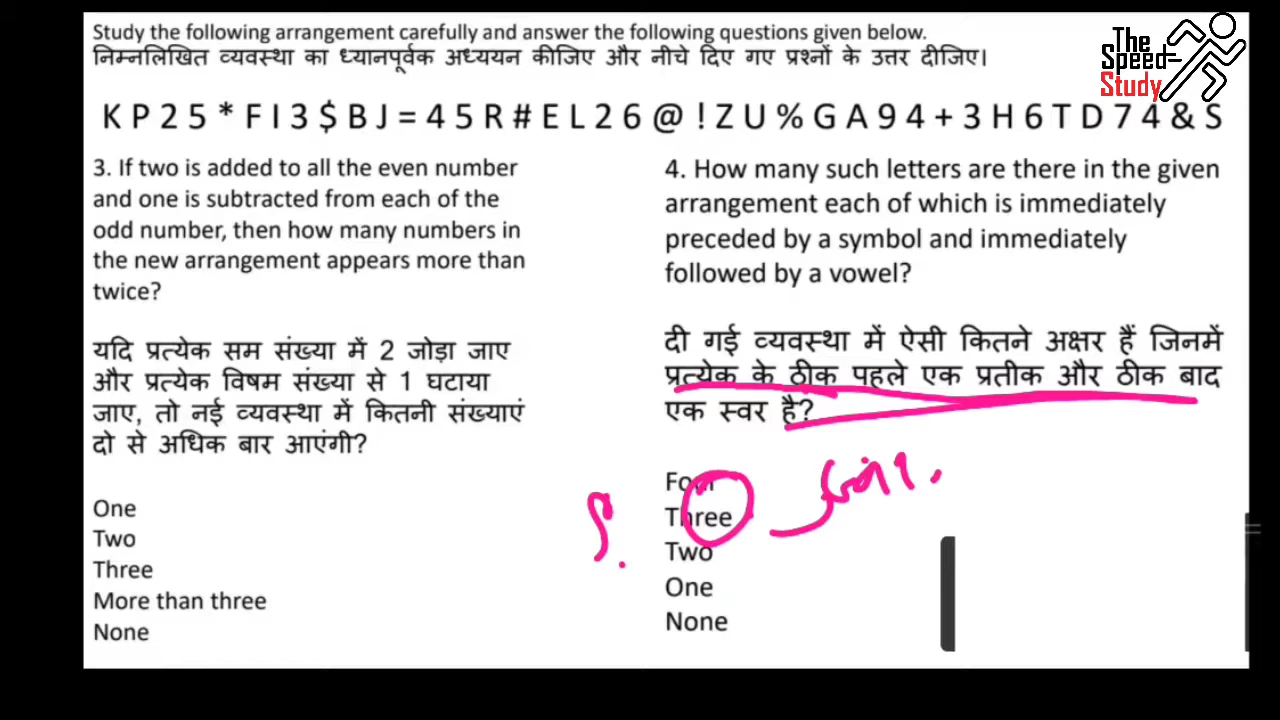 Study the following arrangement carefully and answer the following questions given below.
निम्नलिखित व्यवस्था का ध्यानपूर्वक अध्ययन कीजिए और नीचे दिए गए प्रश्नों के उत्तर दीजिए।
The
Speed
Study
K P 2 5 * F I 3 $ B J = 4 5 R # E L 2 6 @ ! Z U % G A 9 4 + 3 H 6 T D 7 4 & S
3. If two is added to all the even number
and one is subtracted from each of the
odd number, then how many numbers in
the new arrangement appears more than
twice?
यदि प्रत्येक सम संख्या में 2 जोड़ा जाए
और प्रत्येक विषम संख्या से 1 घटाया
जाए, तो नई व्यवस्था में कितनी संख्याएं
दो से अधिक बार आएंगी?
One
Two
Three
More than three
None
4. How many such letters are there in the given
arrangement each of which is immediately
preceded by a symbol and immediately
followed by a vowel?
दी गई व्यवस्था में ऐसी कितने अक्षर हैं जिनमें
प्रत्येक के ठीक पहले एक प्रतीक और ठीक बाद
एक स्वर है?
Four
Three
Two
One
None